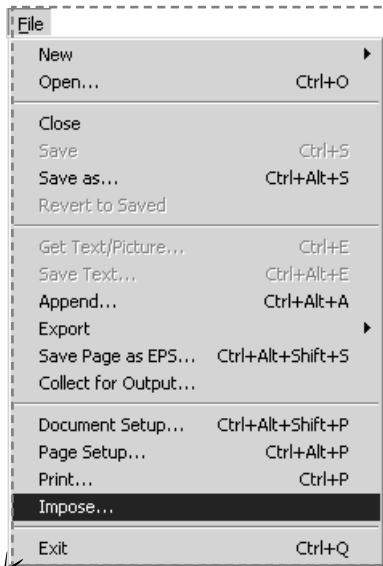 File
New
Open... Ctrl+O
Close
Save Ctrl+S
Save as... Ctrl+Alt+S
Revert to Saved
Get Text/Picture... Ctrl+E
Save Text... Ctrl+Alt+E
Append... Ctrl+Alt+A
Export
Save Page as EPS... Ctrl+Alt+Shift+S
Collect for Output...
Document Setup... Ctrl+Alt+Shift+P
Page Setup... Ctrl+Alt+P
Print... Ctrl+P
Impose...
Exit Ctrl+Q